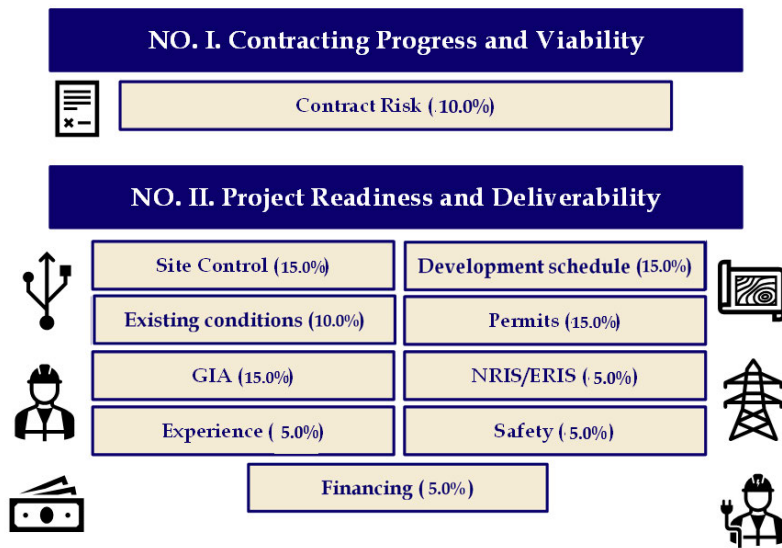 NO. I. Contracting Progress and Viability
Contract Risk (10.0%)
NO. II. Project Readiness and Deliverability
Site Control (15.0%)
Development schedule (15.0%)
Existing conditions (10.0%)
Permits (15.0%)
GIA (15.0%)
NRIS/ERIS (5.0%)
Experience (5.0%)
Safety (5.0%)
Financing (5.0%)